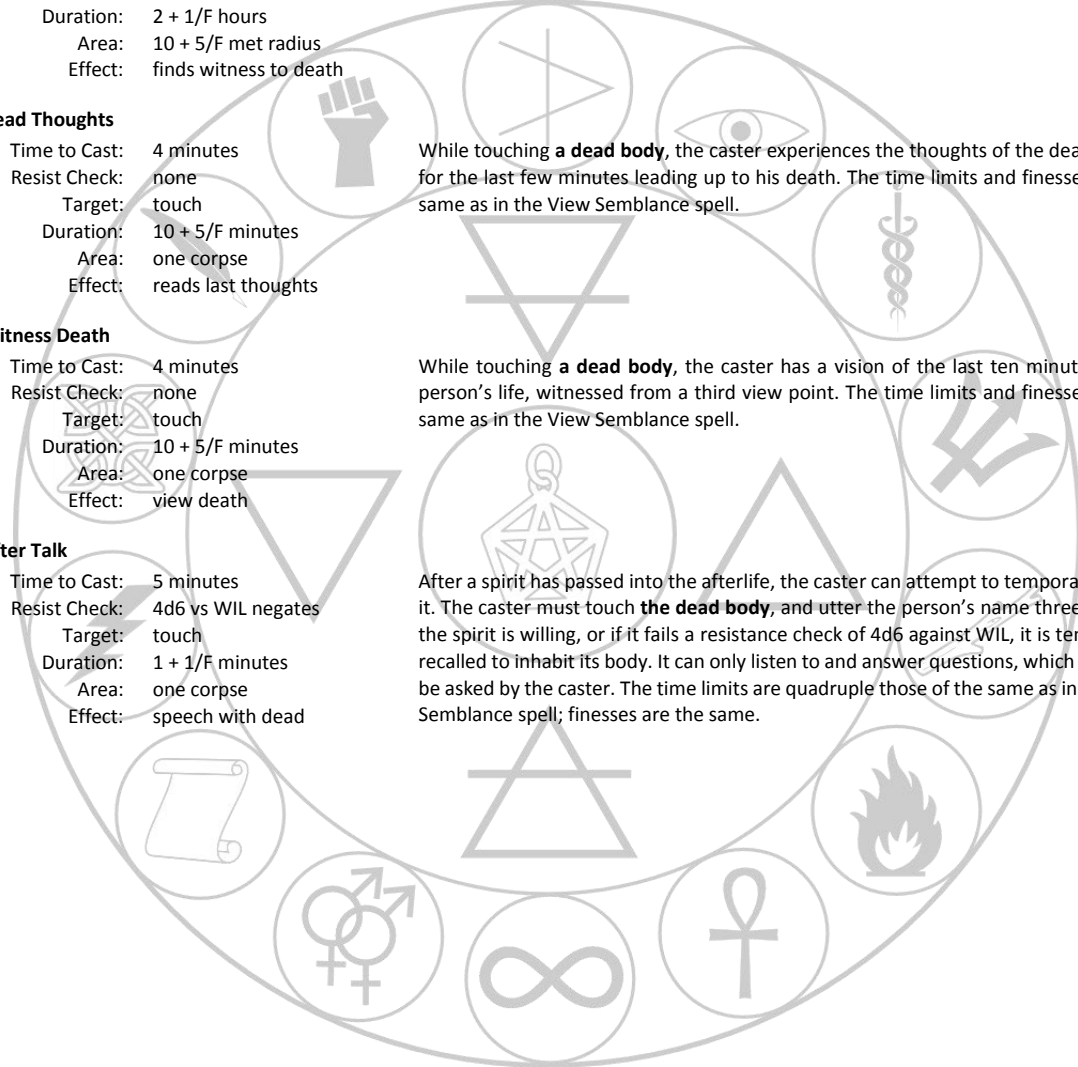 Duration: 2 + 1/F hours
Area: 10 + 5/F met radius
Effect: finds witness to death
ead Thoughts
Time to Cast: 4 minutes
Resist Check: none
Target: touch
Duration: 10 + 5/F minutes
Area: one corpse
Effect: reads last thoughts
While touching a dead body, the caster experiences the thoughts of the dea
for the last few minutes leading up to his death. The time limits and finesse
same as in the View Semblance spell.
itness Death
Time to Cast: 4 minutes
Resist Check: none
Target: touch
Duration: 10 + 5/F minutes
Area: one corpse
Effect: view death
While touching a dead body, the caster has a vision of the last ten minut
person's life, witnessed from a third view point. The time limits and finesse
same as in the View Semblance spell.
fter Talk
Time to Cast: 5 minutes
Resist Check: 4d6 vs WIL negates
Target: touch
Duration: 1 + 1/F minutes
Area: one corpse
Effect: speech with dead
After a spirit has passed into the afterlife, the caster can attempt to tempora
it. The caster must touch the dead body, and utter the person's name three
the spirit is willing, or if it fails a resistance check of 4d6 against WIL, it is ten
recalled to inhabit its body. It can only listen to and answer questions, which
be asked by the caster. The time limits are quadruple those of the same as in
Semblance spell; finesses are the same.